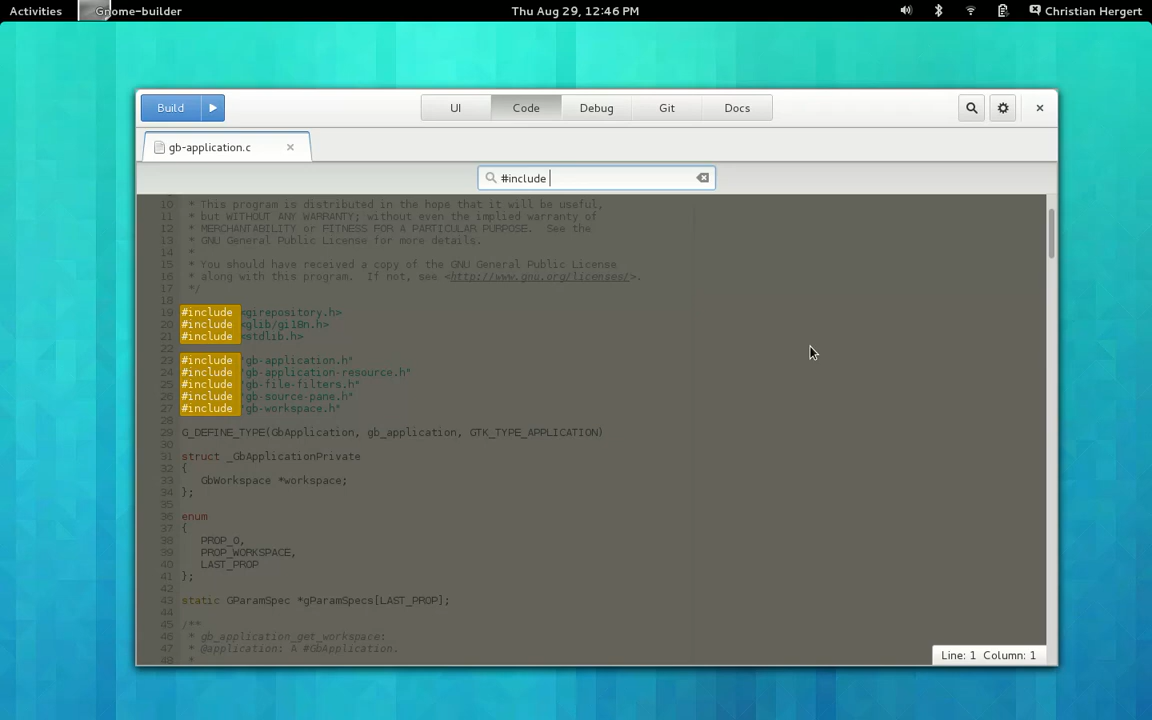 Activities Gnome-builder Thu Aug 29, 12:46 PM Christian Hergert
Build UI Code Debug Git Docs
gb-application.c
#include
10 * This program is distributed in the hope that it will be useful,
11 * but WITHOUT ANY WARRANTY; without even the implied warranty of
12 * MERCHANTABILITY or FITNESS FOR A PARTICULAR PURPOSE.  See the
13 * GNU General Public License for more details.
14 *
15 * You should have received a copy of the GNU General Public License
16 * along with this program.  If not, see <http://www.gnu.org/licenses/>.
17 */
18
19 #include <girepository.h>
20 #include <glib/gi18n.h>
21 #include <stdlib.h>
22
23 #include "gb-application.h"
24 #include "gb-application-resource.h"
25 #include "gb-file-filters.h"
26 #include "gb-source-pane.h"
27 #include "gb-workspace.h"
28
29 G_DEFINE_TYPE(GbApplication, gb_application, GTK_TYPE_APPLICATION)
30
31 struct _GbApplicationPrivate
32 {
33    GbWorkspace *workspace;
34 };
35
36 enum
37 {
38    PROP_0,
39    PROP_WORKSPACE,
40    LAST_PROP
41 };
42
43 static GParamSpec *gParamSpecs[LAST_PROP];
44
45 /**
46 * gb_application_get_workspace:
47 * @application: A #GbApplication.
48 *
Line: 1 Column: 1